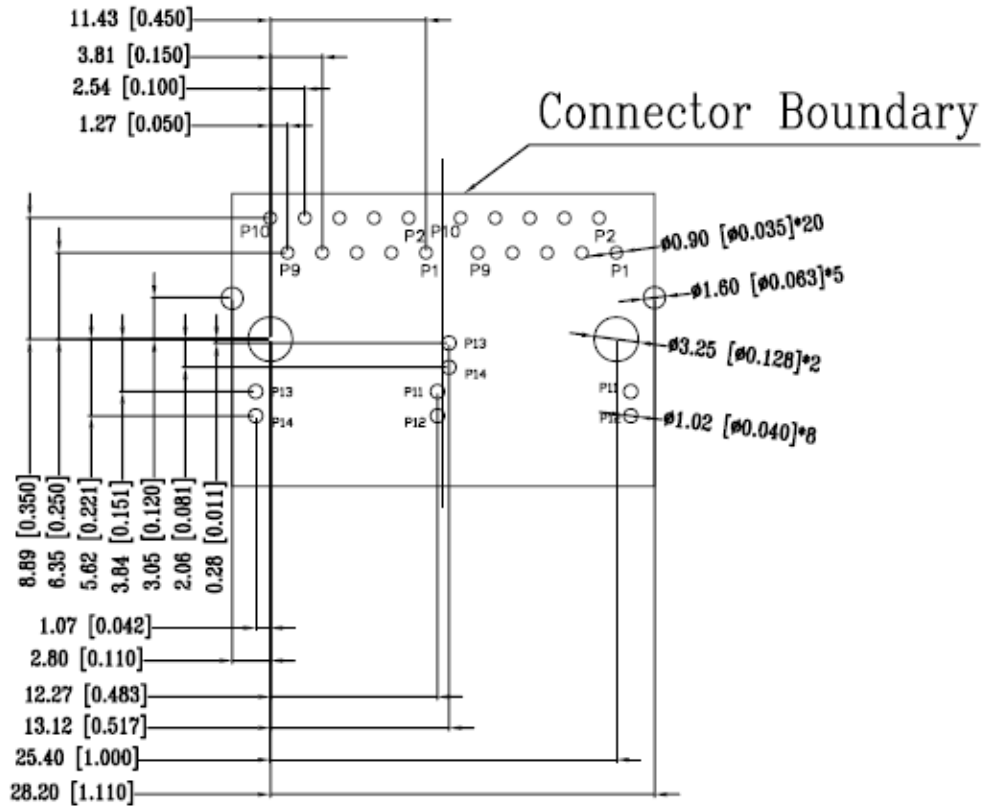 11.43 [0.450]
3.81 [0.150]
2.54 [0.100]
1.27 [0.050]
Connector Boundary
P10
P2
P10
P2
ø0.90 [ø0.035]*20
P9
P1
P9
P1
ø1.60 [ø0.063]*5
P13
ø3.25 [ø0.128]*2
P14
P13
P11
P11
P14
P12
P12
ø1.02 [ø0.040]*8
8.89 [0.350]
6.35 [0.250]
5.62 [0.221]
3.84 [0.151]
3.05 [0.120]
2.06 [0.081]
0.28 [0.011]
1.07 [0.042]
2.80 [0.110]
12.27 [0.483]
13.12 [0.517]
25.40 [1.000]
28.20 [1.110]